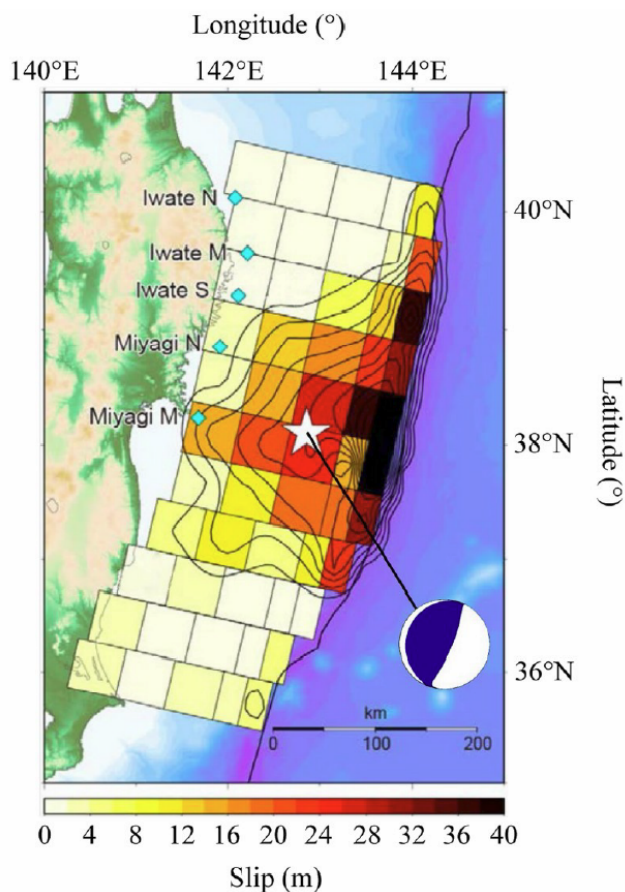 Longitude (°)
140°E 142°E 144°E
Iwate N
40°N
Iwate M
Iwate S
Miyagi N
Miyagi M
38°N
Latitude (°)
36°N
km
0 100 200
0 4 8 12 16 20 24 28 32 36 40
Slip (m)